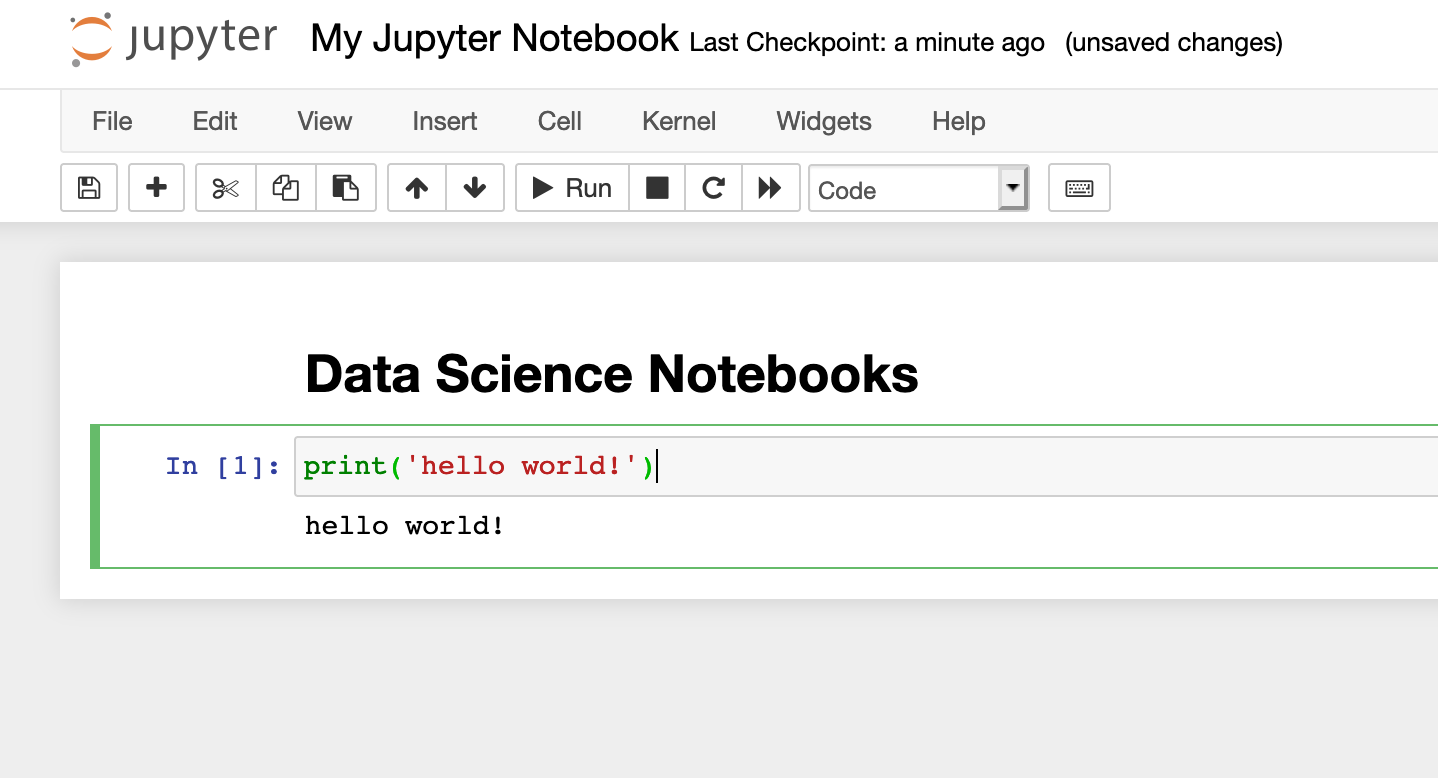 jupyter My Jupyter Notebook Last Checkpoint: a minute ago (unsaved changes)
File Edit View Insert Cell Kernel Widgets Help
Run Code
Data Science Notebooks
In [1]: print('hello world!')
hello world!